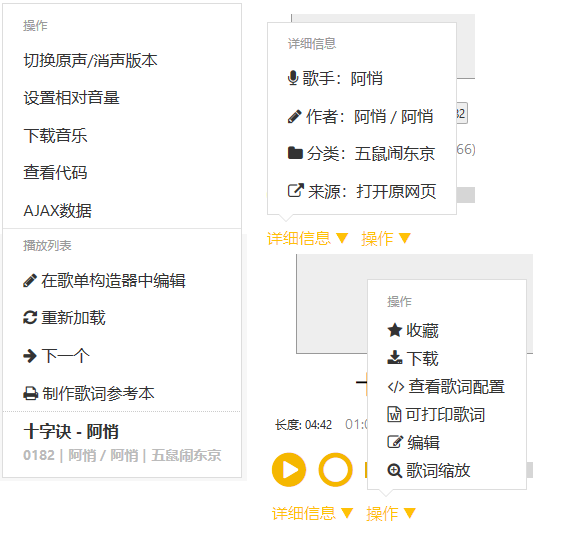 操作
切换原声/消声版本
设置相对音量
下载音乐
查看代码
AJAX数据
播放列表
在歌单构造器中编辑
重新加载
下一个
制作歌词参考本
十字诀 - 阿悄
0182 | 阿悄 / 阿悄 | 五鼠闹东京
详细信息
歌手：阿悄
作者：阿悄 / 阿悄
分类：五鼠闹东京
来源：打开原网页
66)
详细信息 ▼ 操作 ▼
操作
收藏
下载
</> 查看歌词配置
可打印歌词
编辑
歌词缩放
长度: 04:42 01:0
详细信息 ▼ 操作 ▼